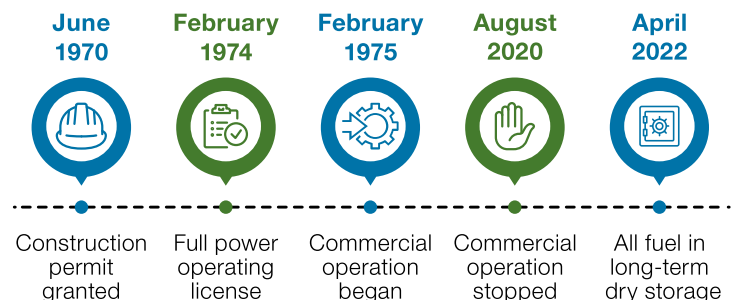 June
1970
February
1974
February
1975
August
2020
April
2022
Construction
permit
granted
Full power
operating
license
Commercial
operation
began
Commercial
operation
stopped
All fuel in
long-term
dry storage